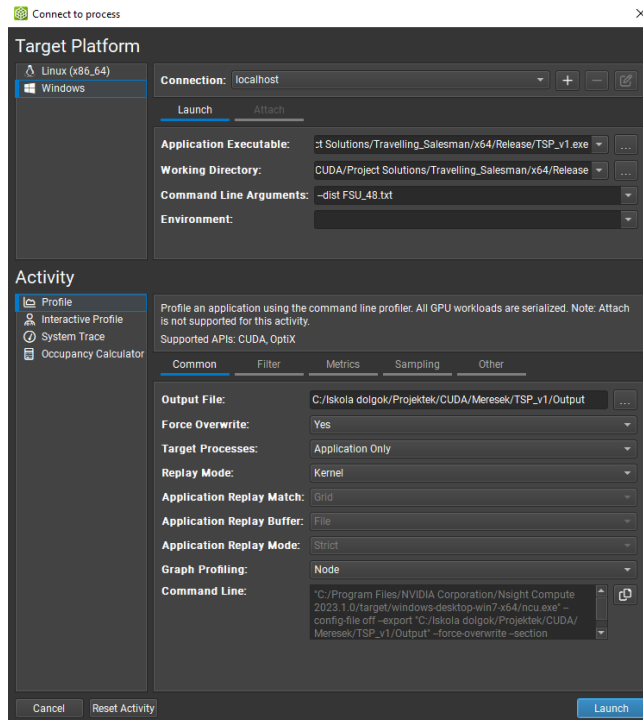 Connect to process
Target Platform
Linux (x86_64)
Windows
Connection: localhost
Launch Attach
Application Executable: :t Solutions/Travelling_Salesman/x64/Release/TSP_v1.exe
Working Directory: CUDA/Project Solutions/Travelling_Salesman/x64/Release
Command Line Arguments: --dist FSU_48.txt
Environment:
Activity
Profile
Interactive Profile
System Trace
Occupancy Calculator
Profile an application using the command line profiler. All GPU workloads are serialized. Note: Attach
is not supported for this activity.
Supported APIs: CUDA, OptiX
Common Filter Metrics Sampling Other
Output File: C:/Iskola dolgok/Projektek/CUDA/Meresek/TSP_v1/Output
Force Overwrite: Yes
Target Processes: Application Only
Replay Mode: Kernel
Application Replay Match: Grid
Application Replay Buffer: File
Application Replay Mode: Strict
Graph Profiling: Node
Command Line: "C:/Program Files/NVIDIA Corporation/Nsight Compute
2023.1.0/target/windows-desktop-win7-x64/ncu.exe" --
config-file off --export "C:/Iskola dolgok/Projektek/CUDA/
Meresek/TSP_v1/Output" --force-overwrite --section
Cancel Reset Activity Launch